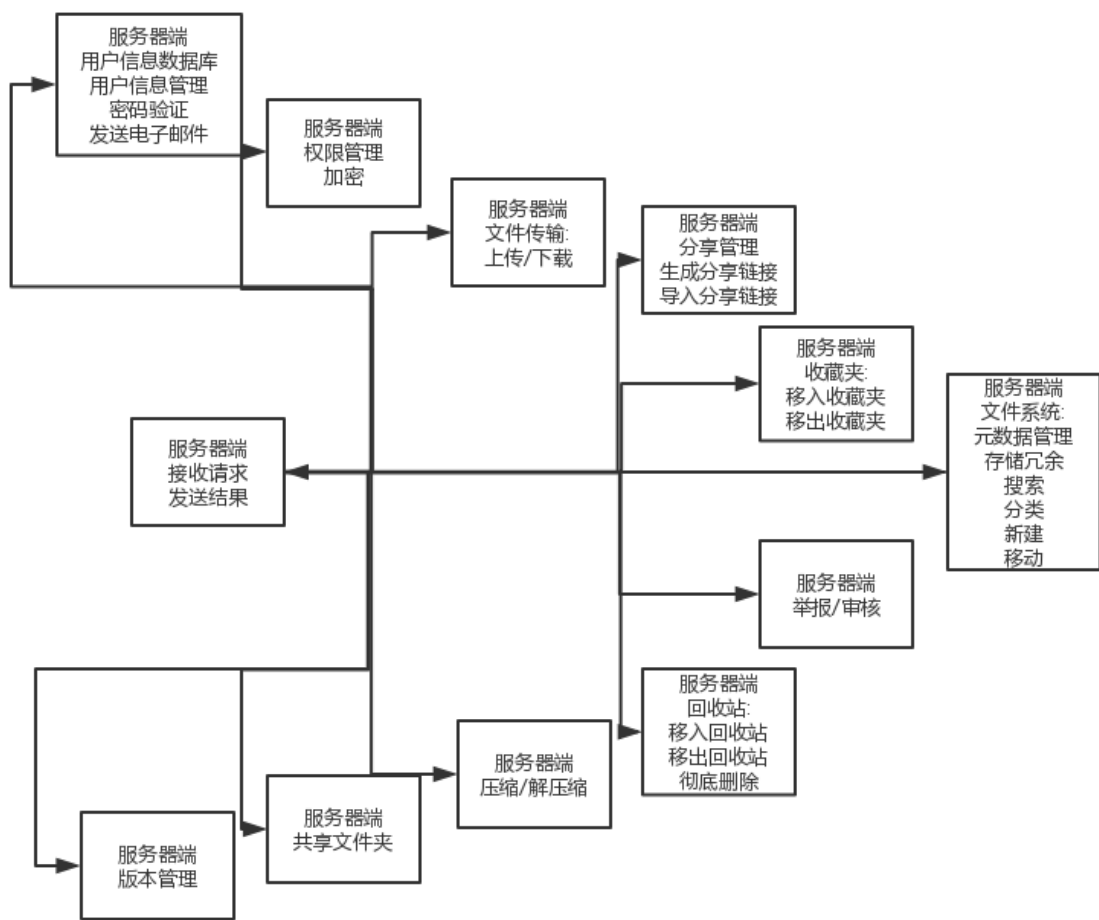 服务器端
用户信息数据库
用户信息管理
密码验证
发送电子邮件
服务器端
权限管理
加密
服务器端
文件传输:
上传/下载
服务器端
分享管理
生成分享链接
导入分享链接
服务器端
收藏夹:
移入收藏夹
移出收藏夹
服务器端
文件系统:
元数据管理
存储冗余
搜索
分类
新建
移动
服务器端
接收请求
发送结果
服务器端
举报/审核
服务器端
回收站:
移入回收站
移出回收站
彻底删除
服务器端
压缩/解压缩
服务器端
共享文件夹
服务器端
版本管理